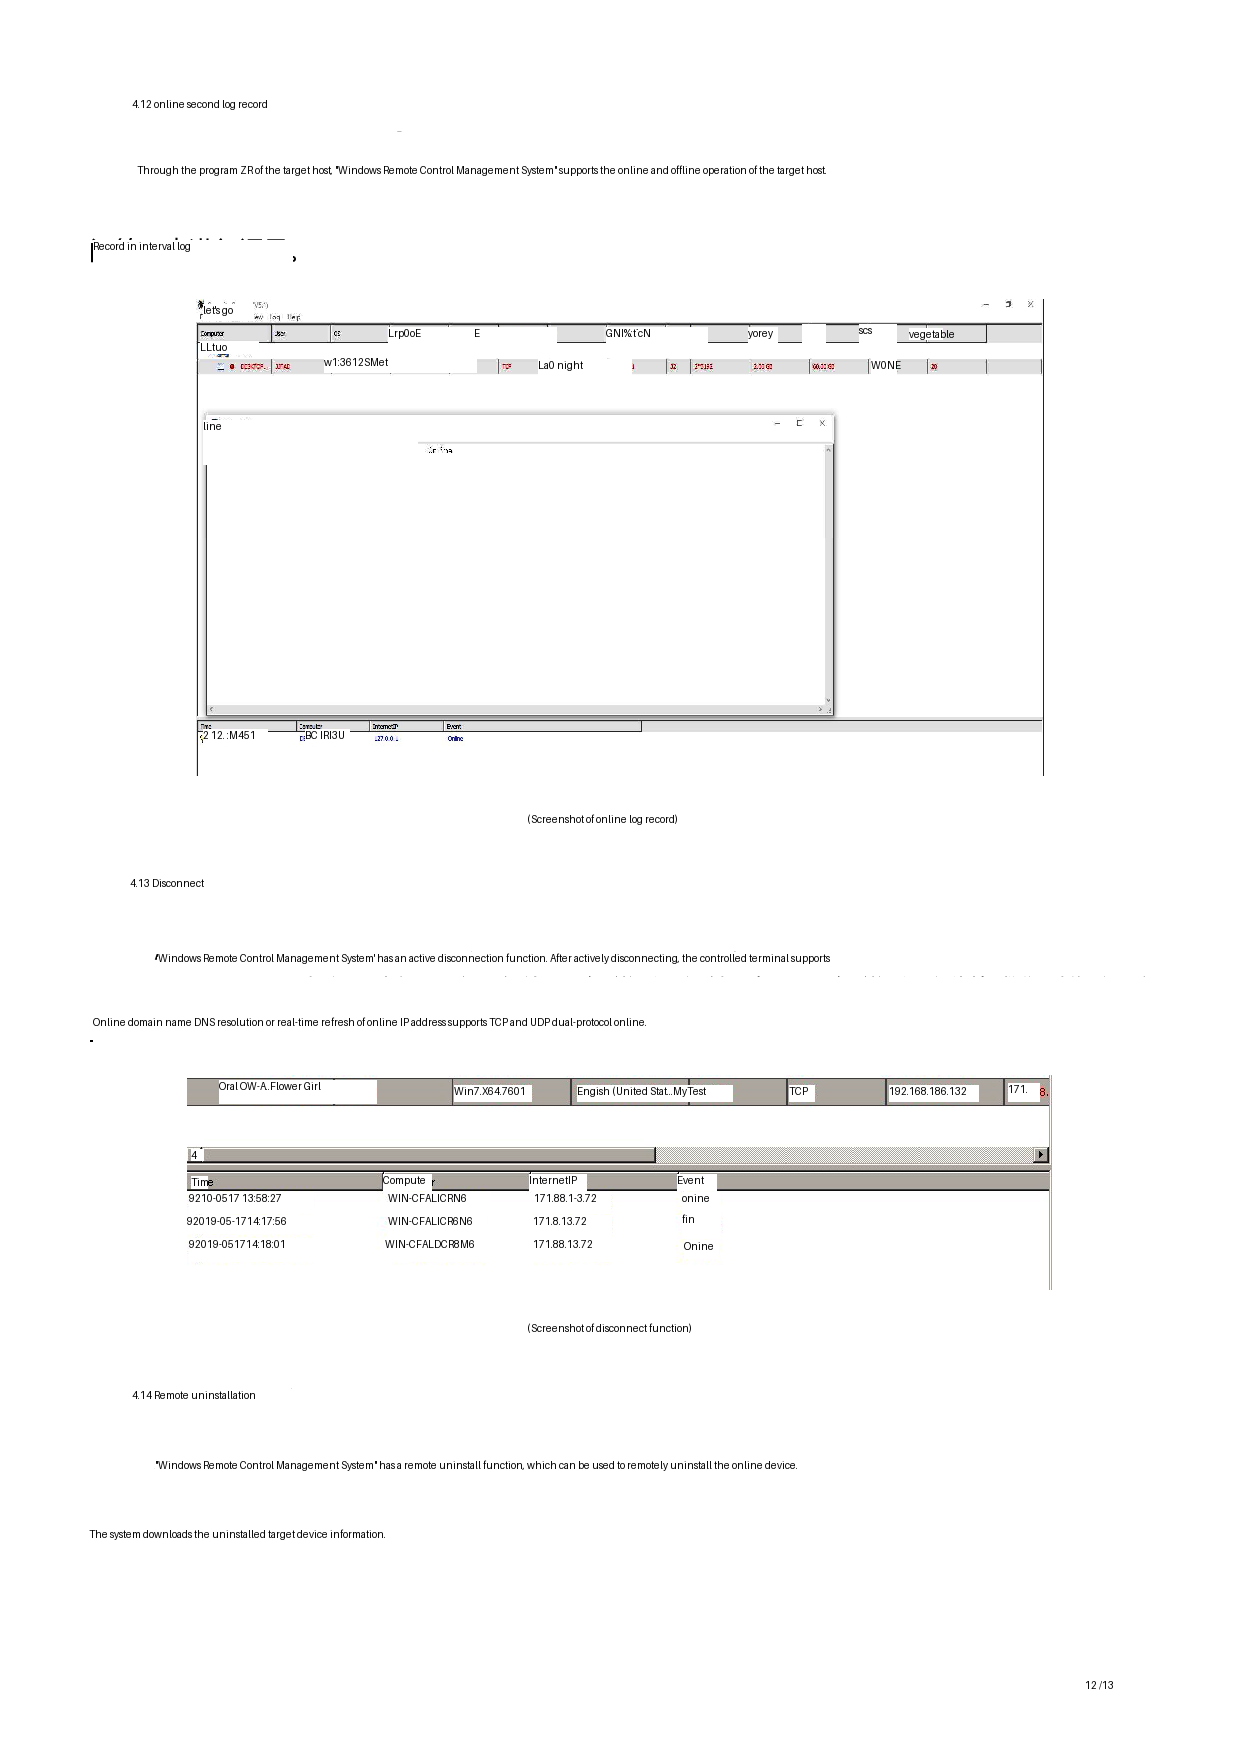 4.12 online second log record
Through the program ZR of the target host, "Windows Remote Control Management System" supports the online and offline operation of the target host.
Record in interval log
let's go
Log Help
Computer User OS Lrp0oE E GNI%t'cN yorey scs vegetable
LLtuo
w1:3612SMet TCP La0 night W0NE
line
Time Computer InternetIP Event
2 12. :M451 BC IRI3U 127.0.0.1 Online
(Screenshot of online log record)
4.13 Disconnect
"Windows Remote Control Management System' has an active disconnection function. After actively disconnecting, the controlled terminal supports
Online domain name DNS resolution or real-time refresh of online IP address supports TCP and UDP dual-protocol online.
Oral OW-A.Flower Girl Win7.X64.7601 Engish (United Stat...MyTest TCP 192.168.186.132 171. 8.
4
Time Compute r InternetIP Event
9210-0517 13:58:27 WIN-CFALICRN6 171.88.1-3.72 onine
92019-05-1714:17:56 WIN-CFALICR6N6 171.8.13.72 fin
92019-051714:18:01 WIN-CFALDCR8M6 171.88.13.72 Onine
(Screenshot of disconnect function)
4.14 Remote uninstallation
"Windows Remote Control Management System" has a remote uninstall function, which can be used to remotely uninstall the online device.
The system downloads the uninstalled target device information.
12 /13